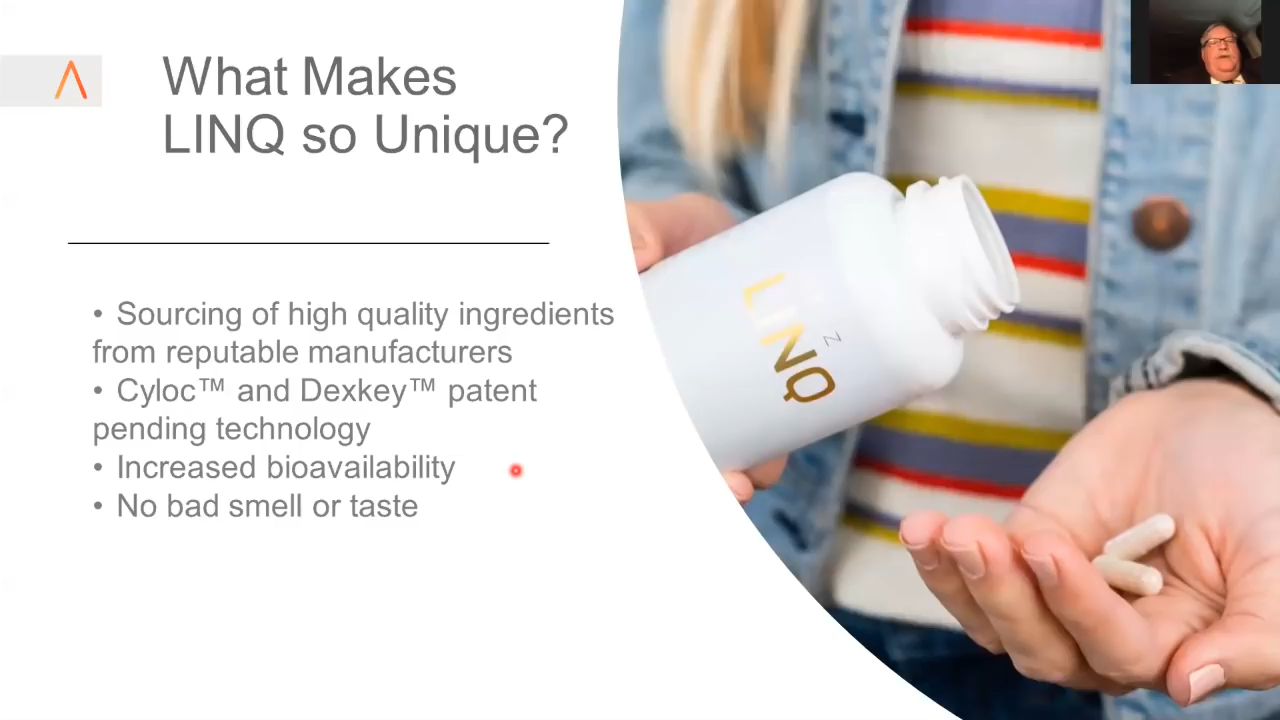 What Makes
LINQ so Unique?
• Sourcing of high quality ingredients
from reputable manufacturers
• Cyloc™ and Dexkey™ patent
pending technology
• Increased bioavailability
• No bad smell or taste
LINQ
N